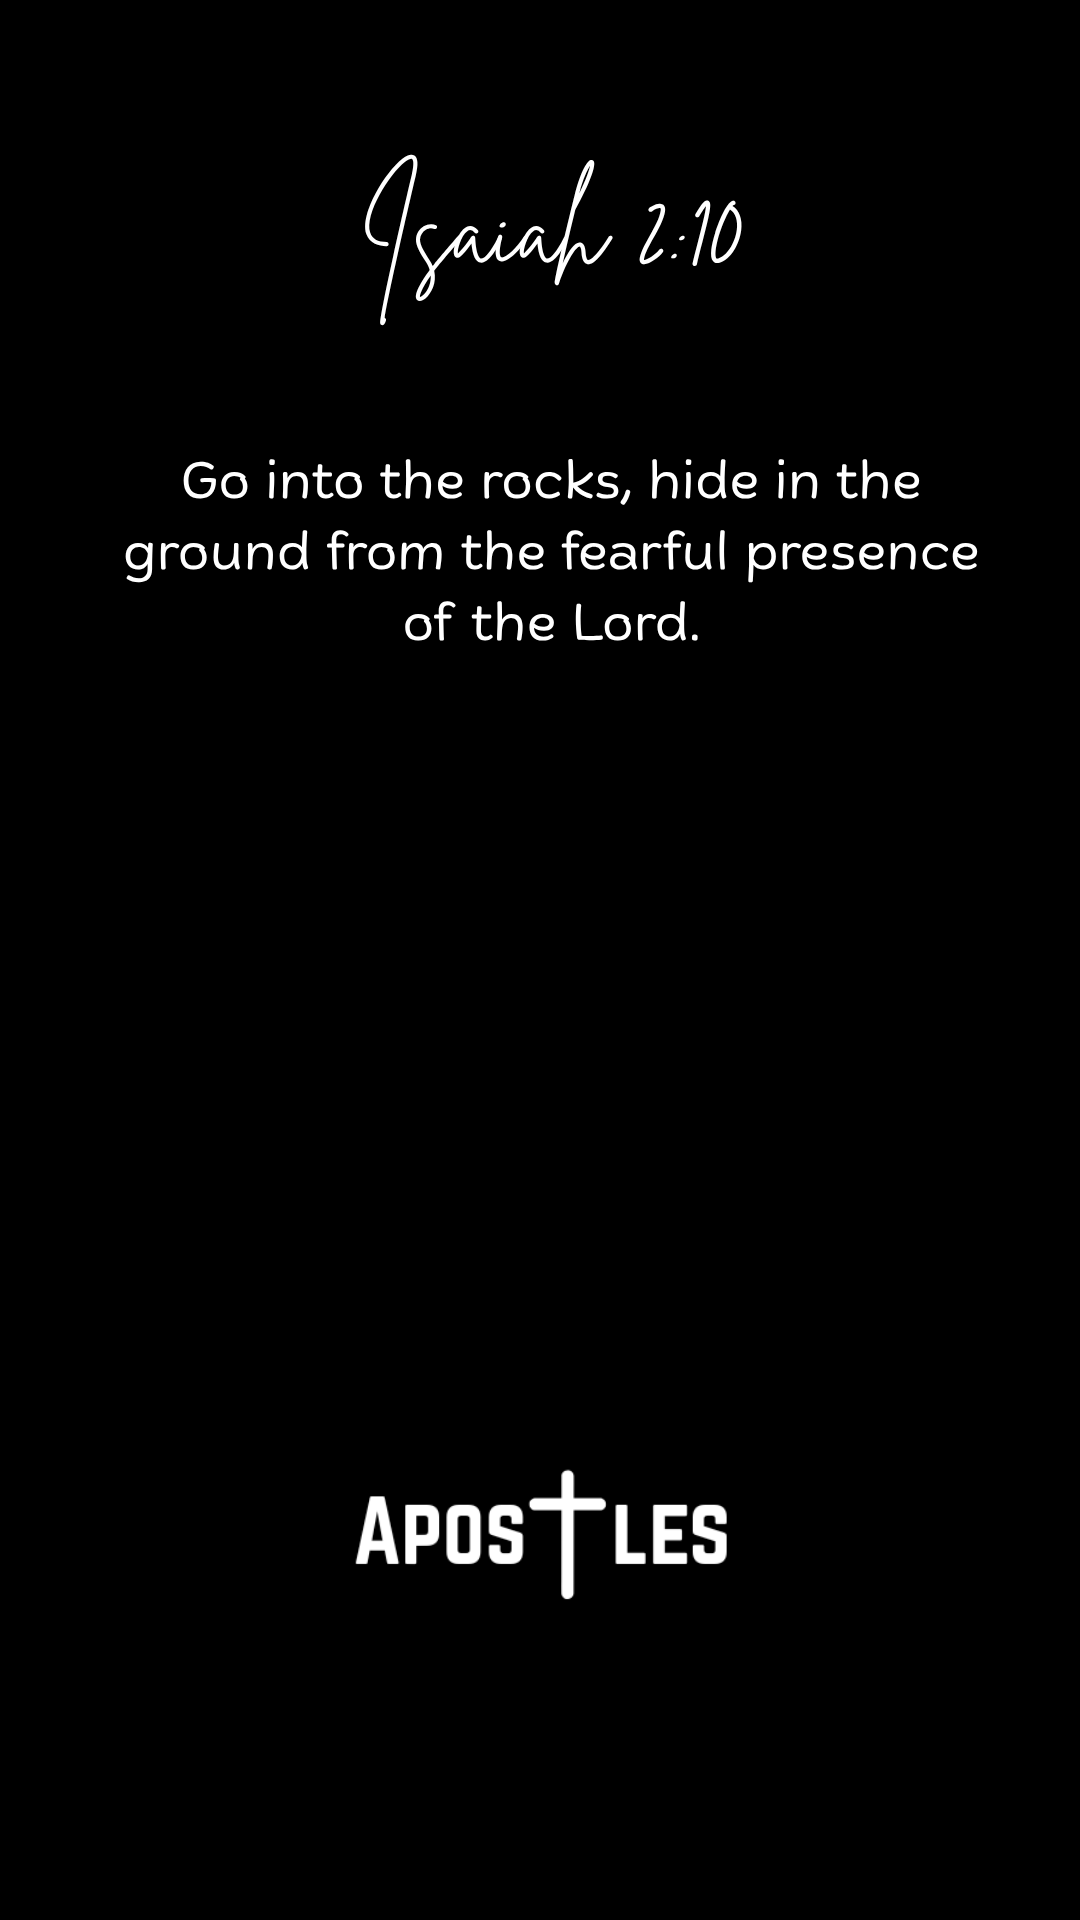 Isaiah 2:10
Go into the rocks, hide in the
ground from the fearful presence
of the Lord.
APOSTLES